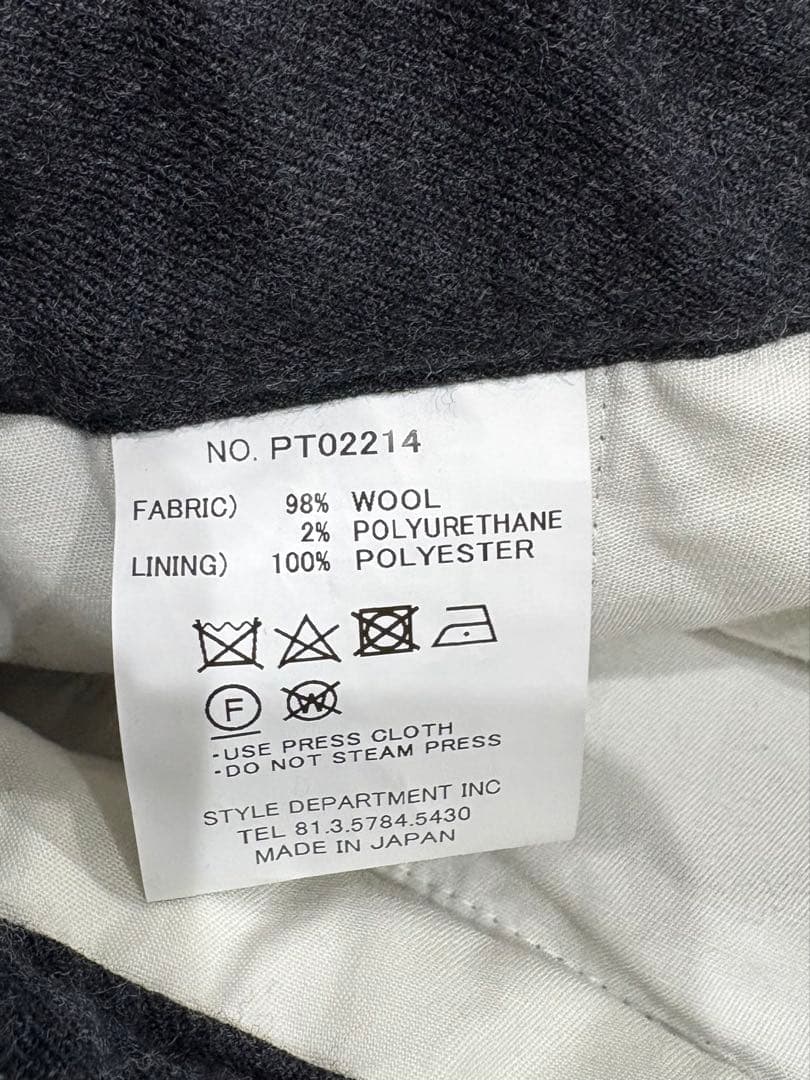 NO. PT02214
FABRIC) 98% WOOL
2% POLYURETHANE
LINING) 100% POLYESTER
F W
-USE PRESS CLOTH
-DO NOT STEAM PRESS
STYLE DEPARTMENT INC
TEL 81.3.5784.5430
MADE IN JAPAN